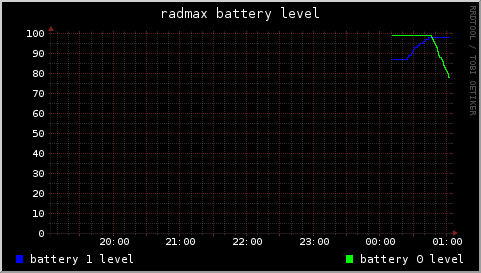 radmax battery level
RRDTOOL / TOBI OETIKER
100
90
80
70
60
50
40
30
20
10
0
20:00 21:00 22:00 23:00 00:00 01:00
battery 1 level battery 0 level